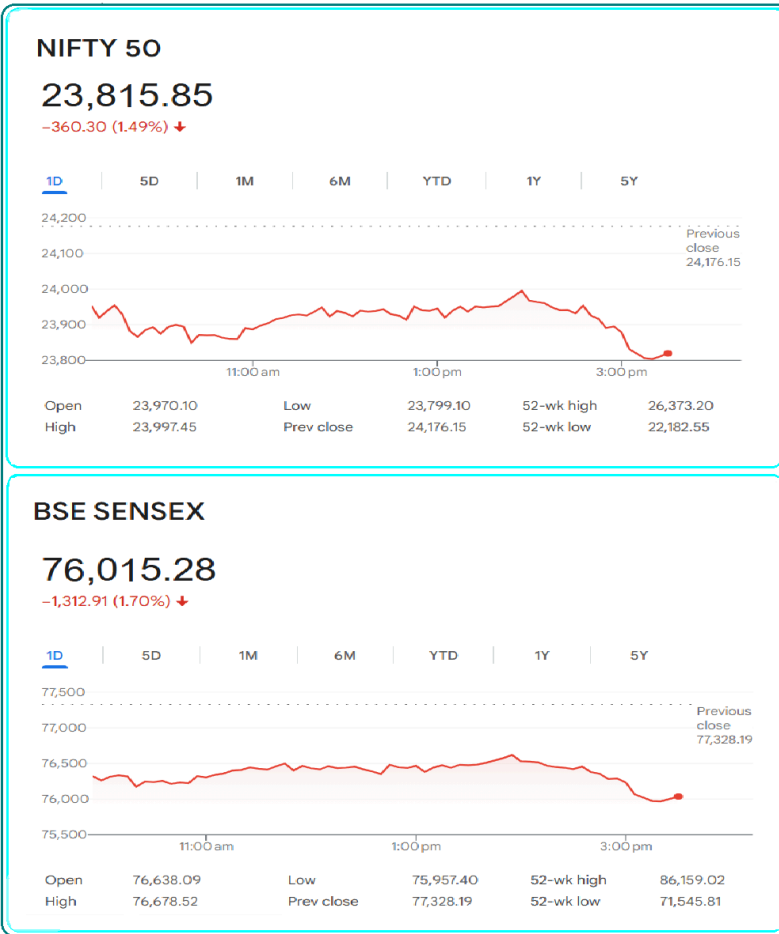 NIFTY 50
23,815.85
−360.30 (1.49%) ↓
1D 5D 1M 6M YTD 1Y 5Y
24,200
Previous
close
24,176.15
24,100
24,000
23,900
23,800
11:00 am 1:00 pm 3:00 pm
Open 23,970.10 Low 23,799.10 52-wk high 26,373.20
High 23,997.45 Prev close 24,176.15 52-wk low 22,182.55
BSE SENSEX
76,015.28
−1,312.91 (1.70%) ↓
1D 5D 1M 6M YTD 1Y 5Y
77,500
Previous
close
77,328.19
77,000
76,500
76,000
75,500
11:00 am 1:00 pm 3:00 pm
Open 76,638.09 Low 75,957.40 52-wk high 86,159.02
High 76,678.52 Prev close 77,328.19 52-wk low 71,545.81